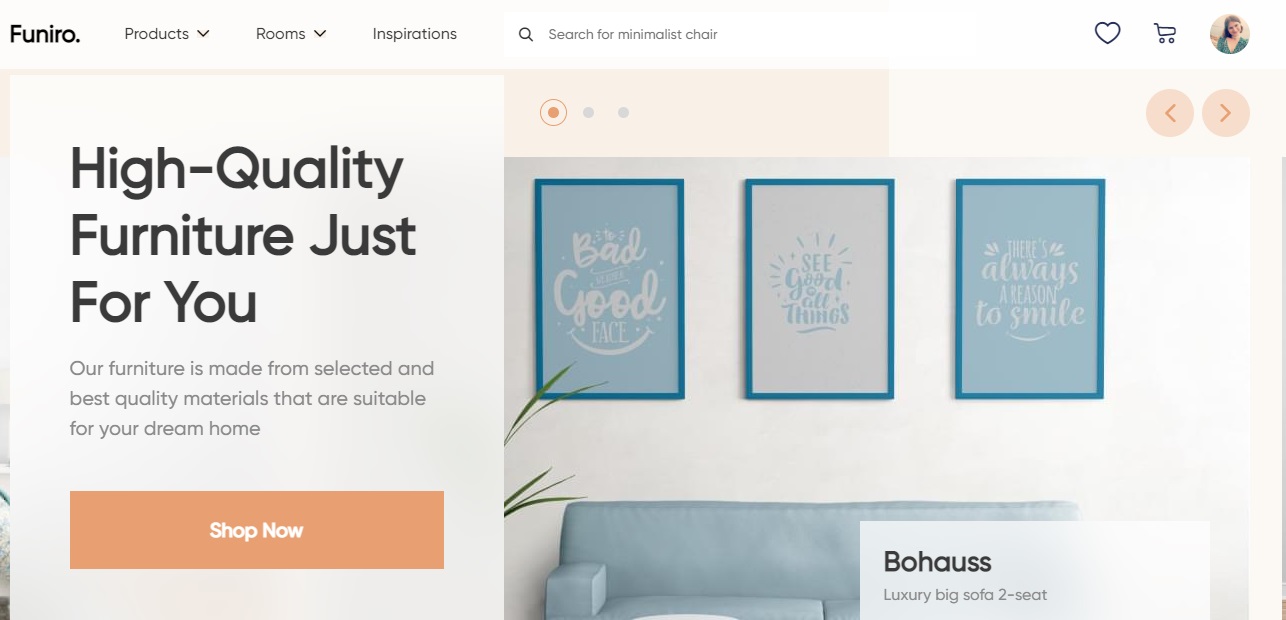 Funiro.
Products
Rooms
Inspirations
Search for minimalist chair
High-Quality
Furniture Just
For You
Our furniture is made from selected and
best quality materials that are suitable
for your dream home
Shop Now
to
Bad
Good
FACE
SEE
Good
in
all
THINGS
THERE'S
always
A REASON
to smile
Bohauss
Luxury big sofa 2-seat